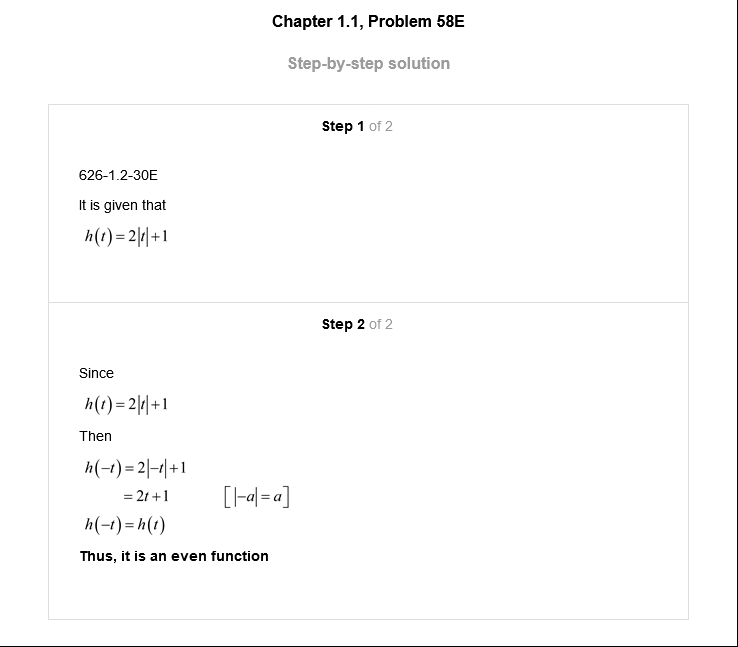 Chapter 1.1, Problem 58E
Step-by-step solution
Step 1 of 2
626-1.2-30E
It is given that
h(t)=2|t|+1
Step 2 of 2
Since
h(t)=2|t|+1
Then
h(−t)=2|−t|+1
=2t+1 [|−a|=a]
h(−t)=h(t)
Thus, it is an even function